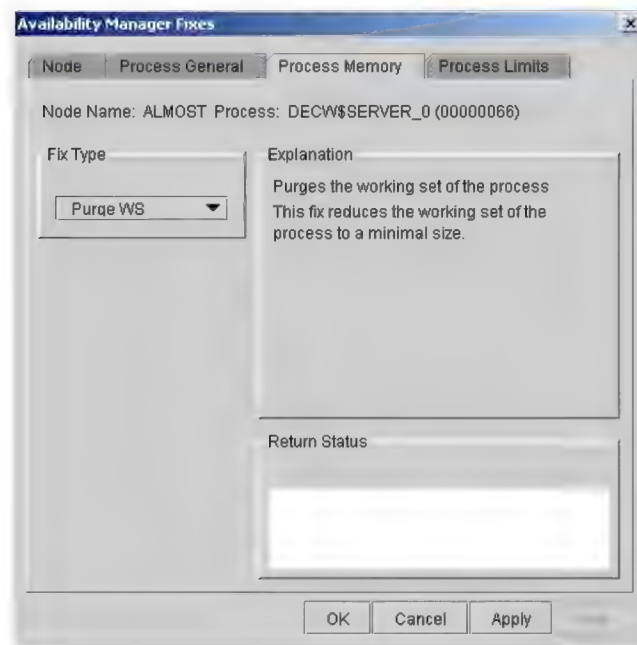 Availability Manager Fixes
Node
Process General
Process Memory
Process Limits
Node Name: ALMOST Process: DECW$SERVER_0 (00000066)
Fix Type
Purge WS
Explanation
Purges the working set of the process
This fix reduces the working set of the
process to a minimal size.
Return Status
OK
Cancel
Apply